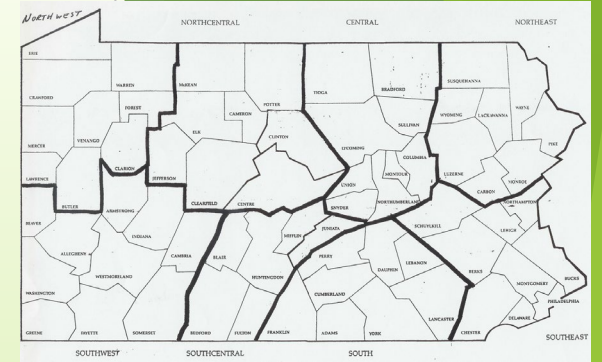 NORTHWEST
NORTHCENTRAL
CENTRAL
NORTHEAST
ERIE
CRAWFORD
WARREN
McKEAN
POTTER
TIOGA
BRADFORD
SUSQUEHANNA
WAYNE
FOREST
VENANGO
MERCER
ELK
CAMERON
CLINTON
SULLIVAN
WYOMING
LACKAWANNA
PIKE
LYCOMING
COLUMBIA
MONTOUR
LUZERNE
MONROE
CARBON
LAWRENCE
BUTLER
CLARION
JEFFERSON
CLEARFIELD
CENTRE
UNION
SNYDER
NORTHUMBERLAND
NORTHAMPTON
BEAVER
ARMSTRONG
INDIANA
MIFFLIN
JUNIATA
SCHUYLKILL
LEHIGH
ALLEGHENY
WESTMORELAND
CAMBRIA
BLAIR
HUNTINGDON
PERRY
DAUPHIN
LEBANON
BERKS
BUCKS
MONTGOMERY
PHILADELPHIA
WASHINGTON
CUMBERLAND
LANCASTER
CHESTER
DELAWARE
GREENE
FAYETTE
SOMERSET
BEDFORD
FULTON
FRANKLIN
ADAMS
YORK
SOUTHEAST
SOUTHWEST
SOUTHCENTRAL
SOUTH